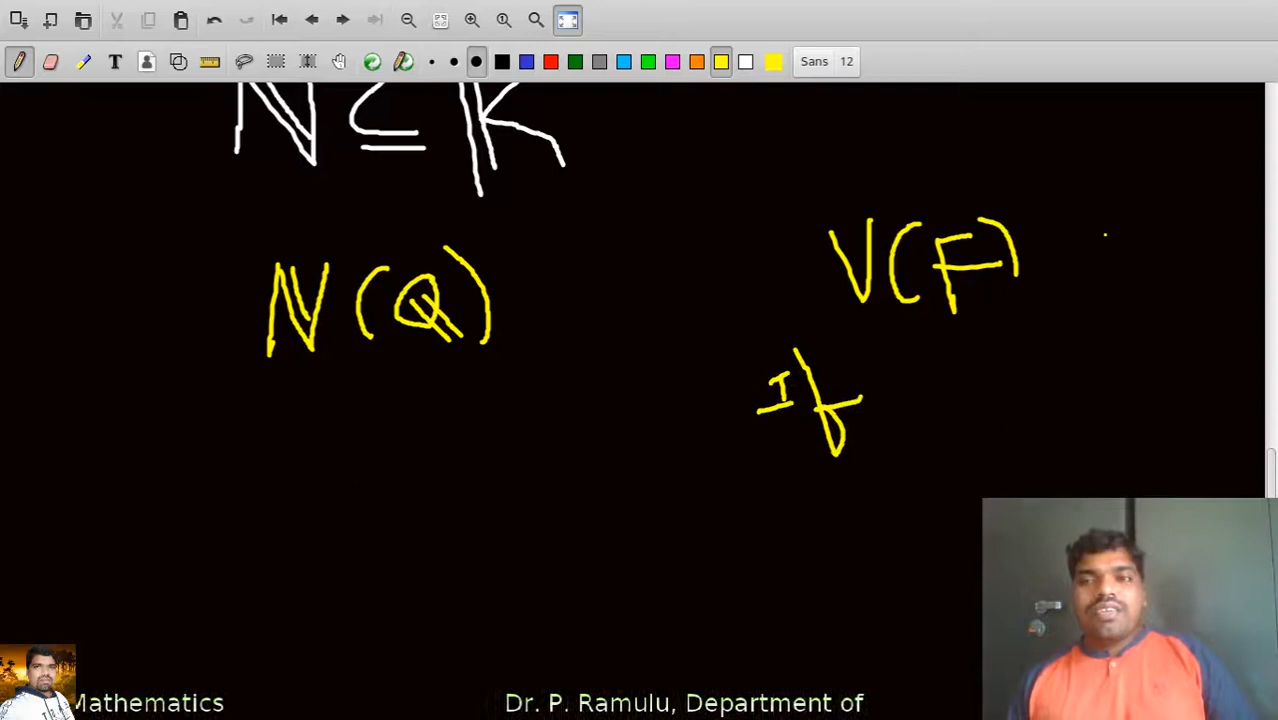 Sans 12
ℕ ⊆ K
ℕ(ℚ)
V(F)
If
Mathematics
Dr. P. Ramulu, Department of